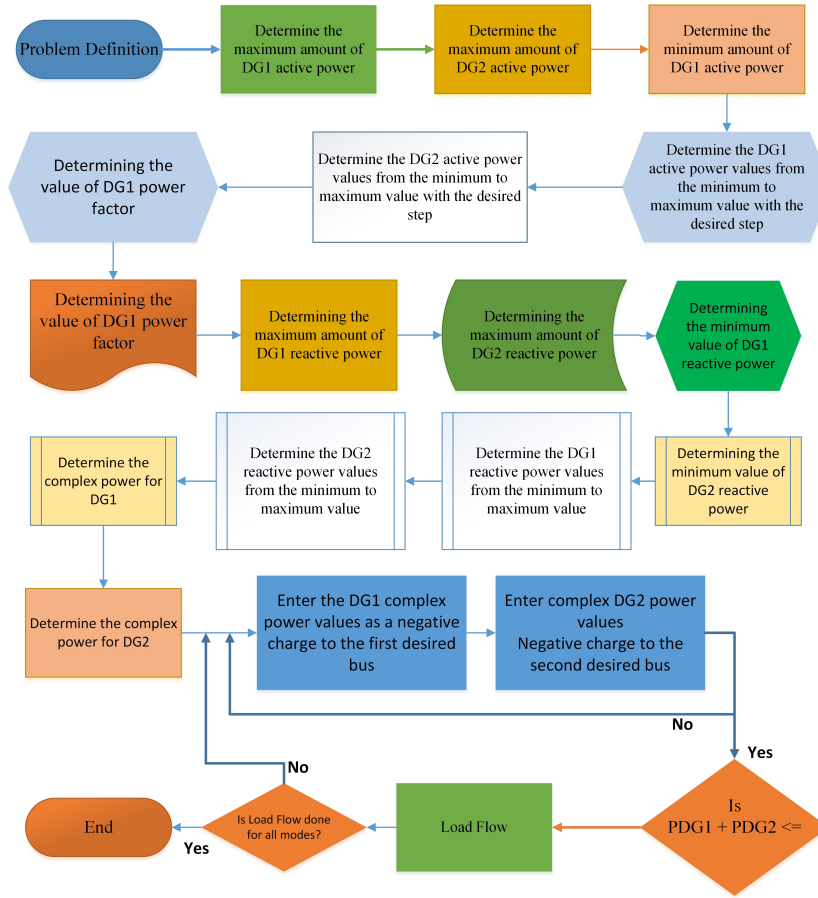 Problem Definition
Determine the
maximum amount of
DG1 active power
Determine the
maximum amount of
DG2 active power
Determine the
minimum amount of
DG1 active power
Determine the DG1
active power values from
the minimum to
maximum value with the
desired step
Determine the DG2 active power
values from the minimum to
maximum value with the desired
step
Determining the
value of DG1 power
factor
Determining the
value of DG1 power
factor
Determining the
maximum amount of
DG1 reactive power
Determining the
maximum amount of
DG2 reactive power
Determining
the minimum
value of DG1
reactive power
Determining the
minimum value of
DG2 reactive
power
Determine the DG1
reactive power values
from the minimum to
maximum value
Determine the DG2
reactive power values
from the minimum to
maximum value
Determine the
complex power for
DG1
Determine the complex
power for DG2
Enter the DG1 complex
power values as a negative
charge to the first desired
bus
Enter complex DG2 power
values
Negative charge to the
second desired bus
No
Yes
Is
PDG1 + PDG2 <=
Load Flow
Is Load Flow done
for all modes?
No
Yes
End